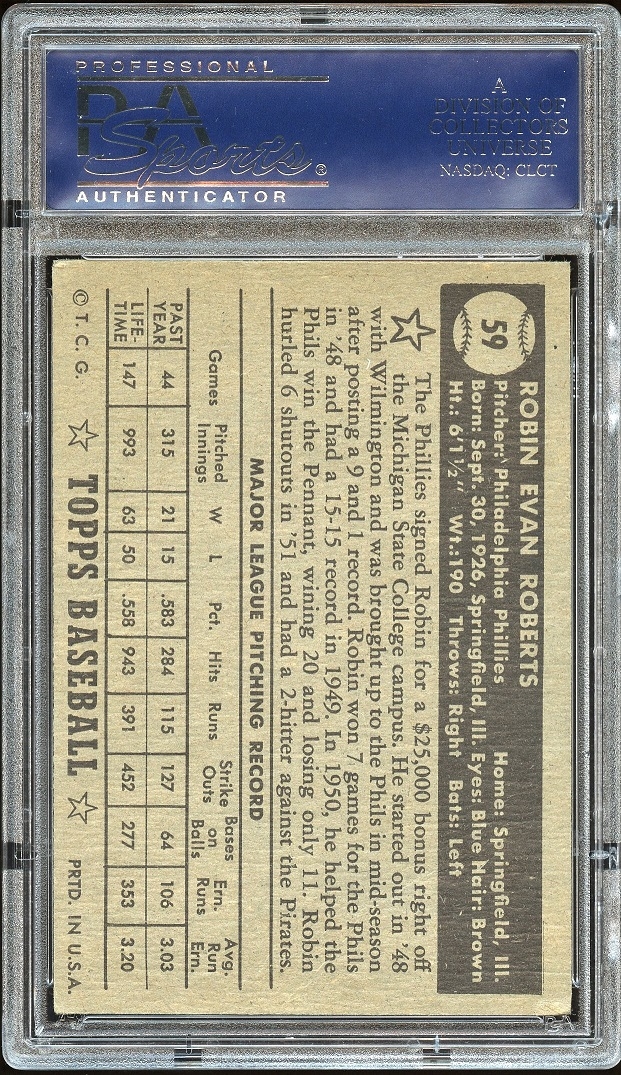 PROFESSIONAL
PSA
Sports®
AUTHENTICATOR
A
DIVISION OF
COLLECTORS
UNIVERSE
NASDAQ: CLCT
59
ROBIN EVAN ROBERTS
Pitcher: Philadelphia Phillies Home: Springfield, Ill.
Born: Sept. 30, 1926, Springfield, Ill. Eyes: Blue Hair: Brown
Ht.: 6'1½" Wt.:190 Throws: Right Bats: Left
The Phillies signed Robin for a $25,000 bonus right off
the Michigan State College campus. He started out in '48
with Wilmington and was brought up to the Phils in mid-season
after posting a 9 and 1 record. Robin won 7 games for the Phils
in '48 and had a 15-15 record in 1949. In 1950, he helped the
Phils win the Pennant, wining 20 and losing only 11. Robin
hurled 6 shutouts in '51 and had a 2-hitter against the Pirates.
MAJOR LEAGUE PITCHING RECORD
Games Pitched Innings W L Pct. Hits Runs Strike Outs Bases on Balls Ern. Runs Avg. Run Ern.
PAST YEAR 44 315 21 15 .583 284 115 127 64 106 3.03
LIFE-TIME 147 993 63 50 .558 943 391 452 277 353 3.20
© T. C. G. ☆ TOPPS BASEBALL ☆ PRTD. IN U.S.A.